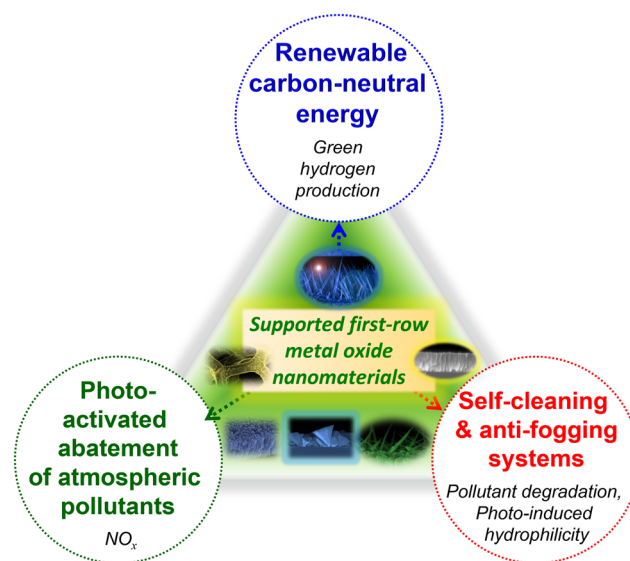 Renewable
carbon-neutral
energy
Green
hydrogen
production
Supported first-row
metal oxide
nanomaterials
Photo-
activated
abatement
of atmospheric
pollutants
NOx
Self-cleaning
& anti-fogging
systems
Pollutant degradation,
Photo-induced
hydrophilicity